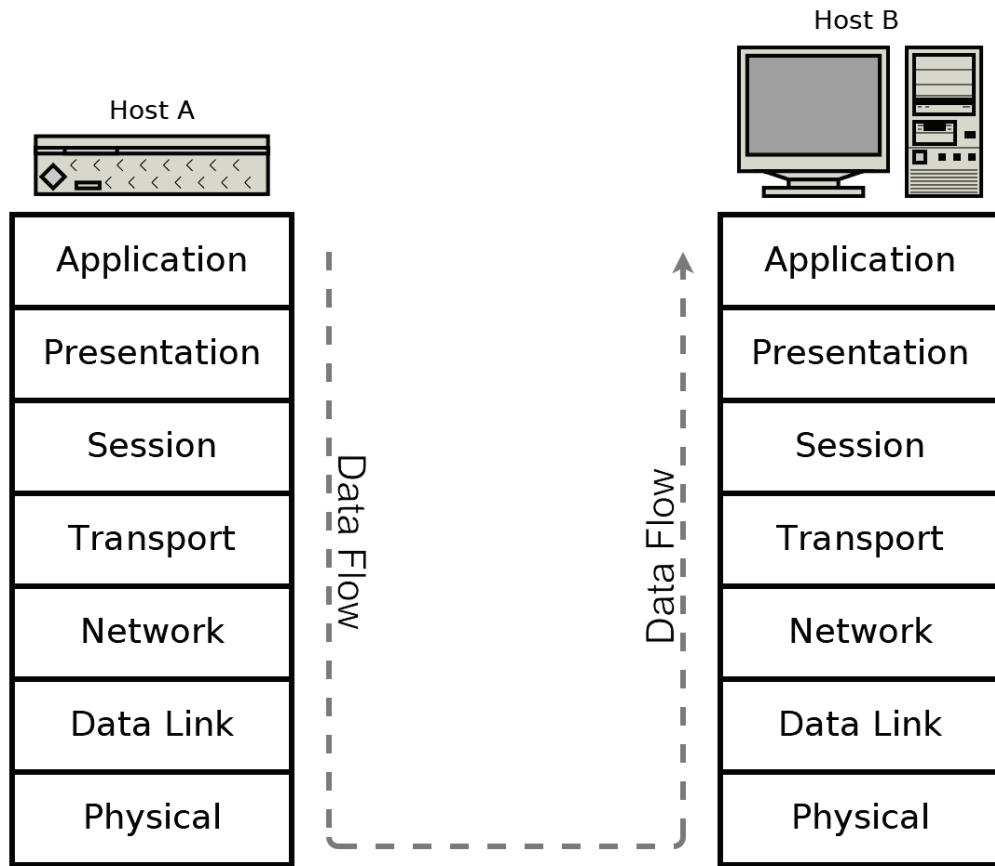 Host A
Application
Presentation
Session
Transport
Network
Data Link
Physical
Data Flow
Data Flow
Host B
Application
Presentation
Session
Transport
Network
Data Link
Physical